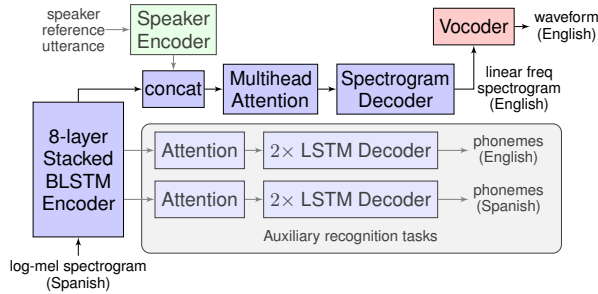 speaker
reference
utterance
Speaker
Encoder
Vocoder
waveform
(English)
concat
Multihead
Attention
Spectrogram
Decoder
linear freq
spectrogram
(English)
8-layer
Stacked
BLSTM
Encoder
Attention
2× LSTM Decoder
phonemes
(English)
Attention
2× LSTM Decoder
phonemes
(Spanish)
Auxiliary recognition tasks
log-mel spectrogram
(Spanish)